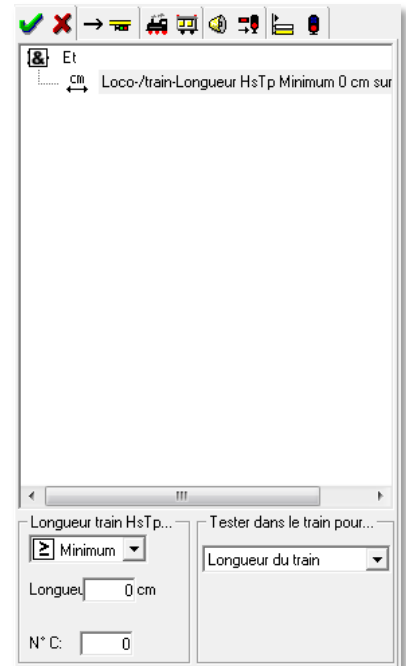 & Et
cm Loco-/train-Longueur HsTp Minimum 0 cm sur
Longueur train HsTp...
≥ Minimum
Longueu 0 cm
N° C: 0
Tester dans le train pour...
Longueur du train